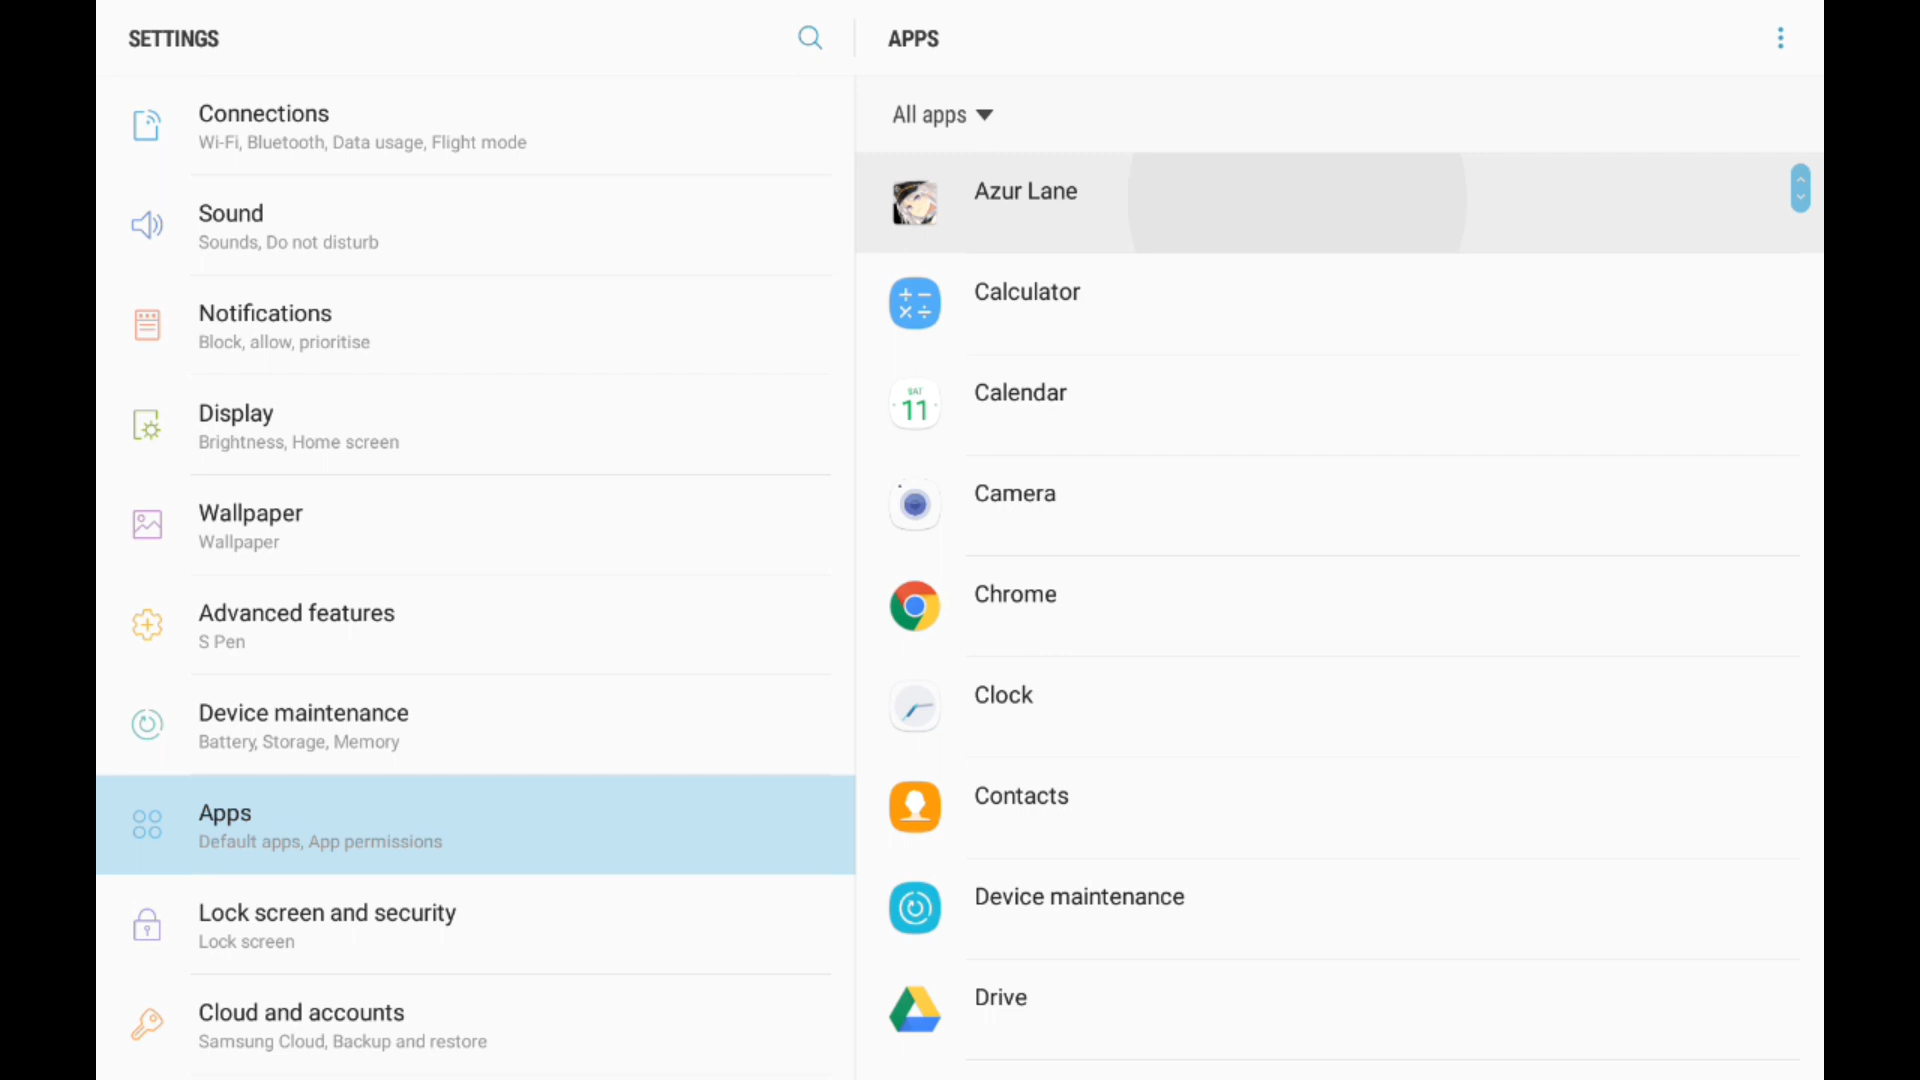 SETTINGS
Connections
Wi-Fi, Bluetooth, Data usage, Flight mode
Sound
Sounds, Do not disturb
Notifications
Block, allow, prioritise
Display
Brightness, Home screen
Wallpaper
Wallpaper
Advanced features
S Pen
Device maintenance
Battery, Storage, Memory
Apps
Default apps, App permissions
Lock screen and security
Lock screen
Cloud and accounts
Samsung Cloud, Backup and restore
APPS
All apps
Azur Lane
Calculator
SAT
11
Calendar
Camera
Chrome
Clock
Contacts
Device maintenance
Drive